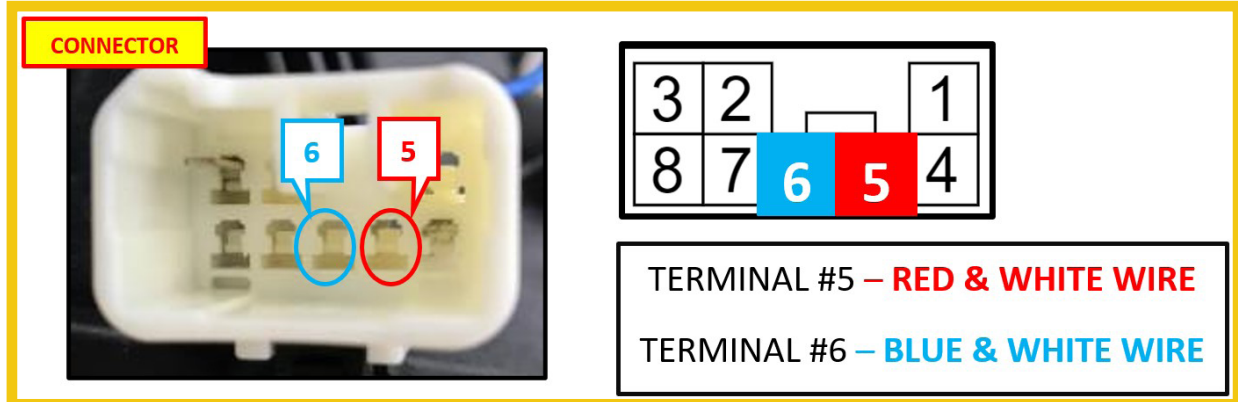 CONNECTOR
6 5
3 2 1
8 7 6 5 4
TERMINAL #5 – RED & WHITE WIRE
TERMINAL #6 – BLUE & WHITE WIRE